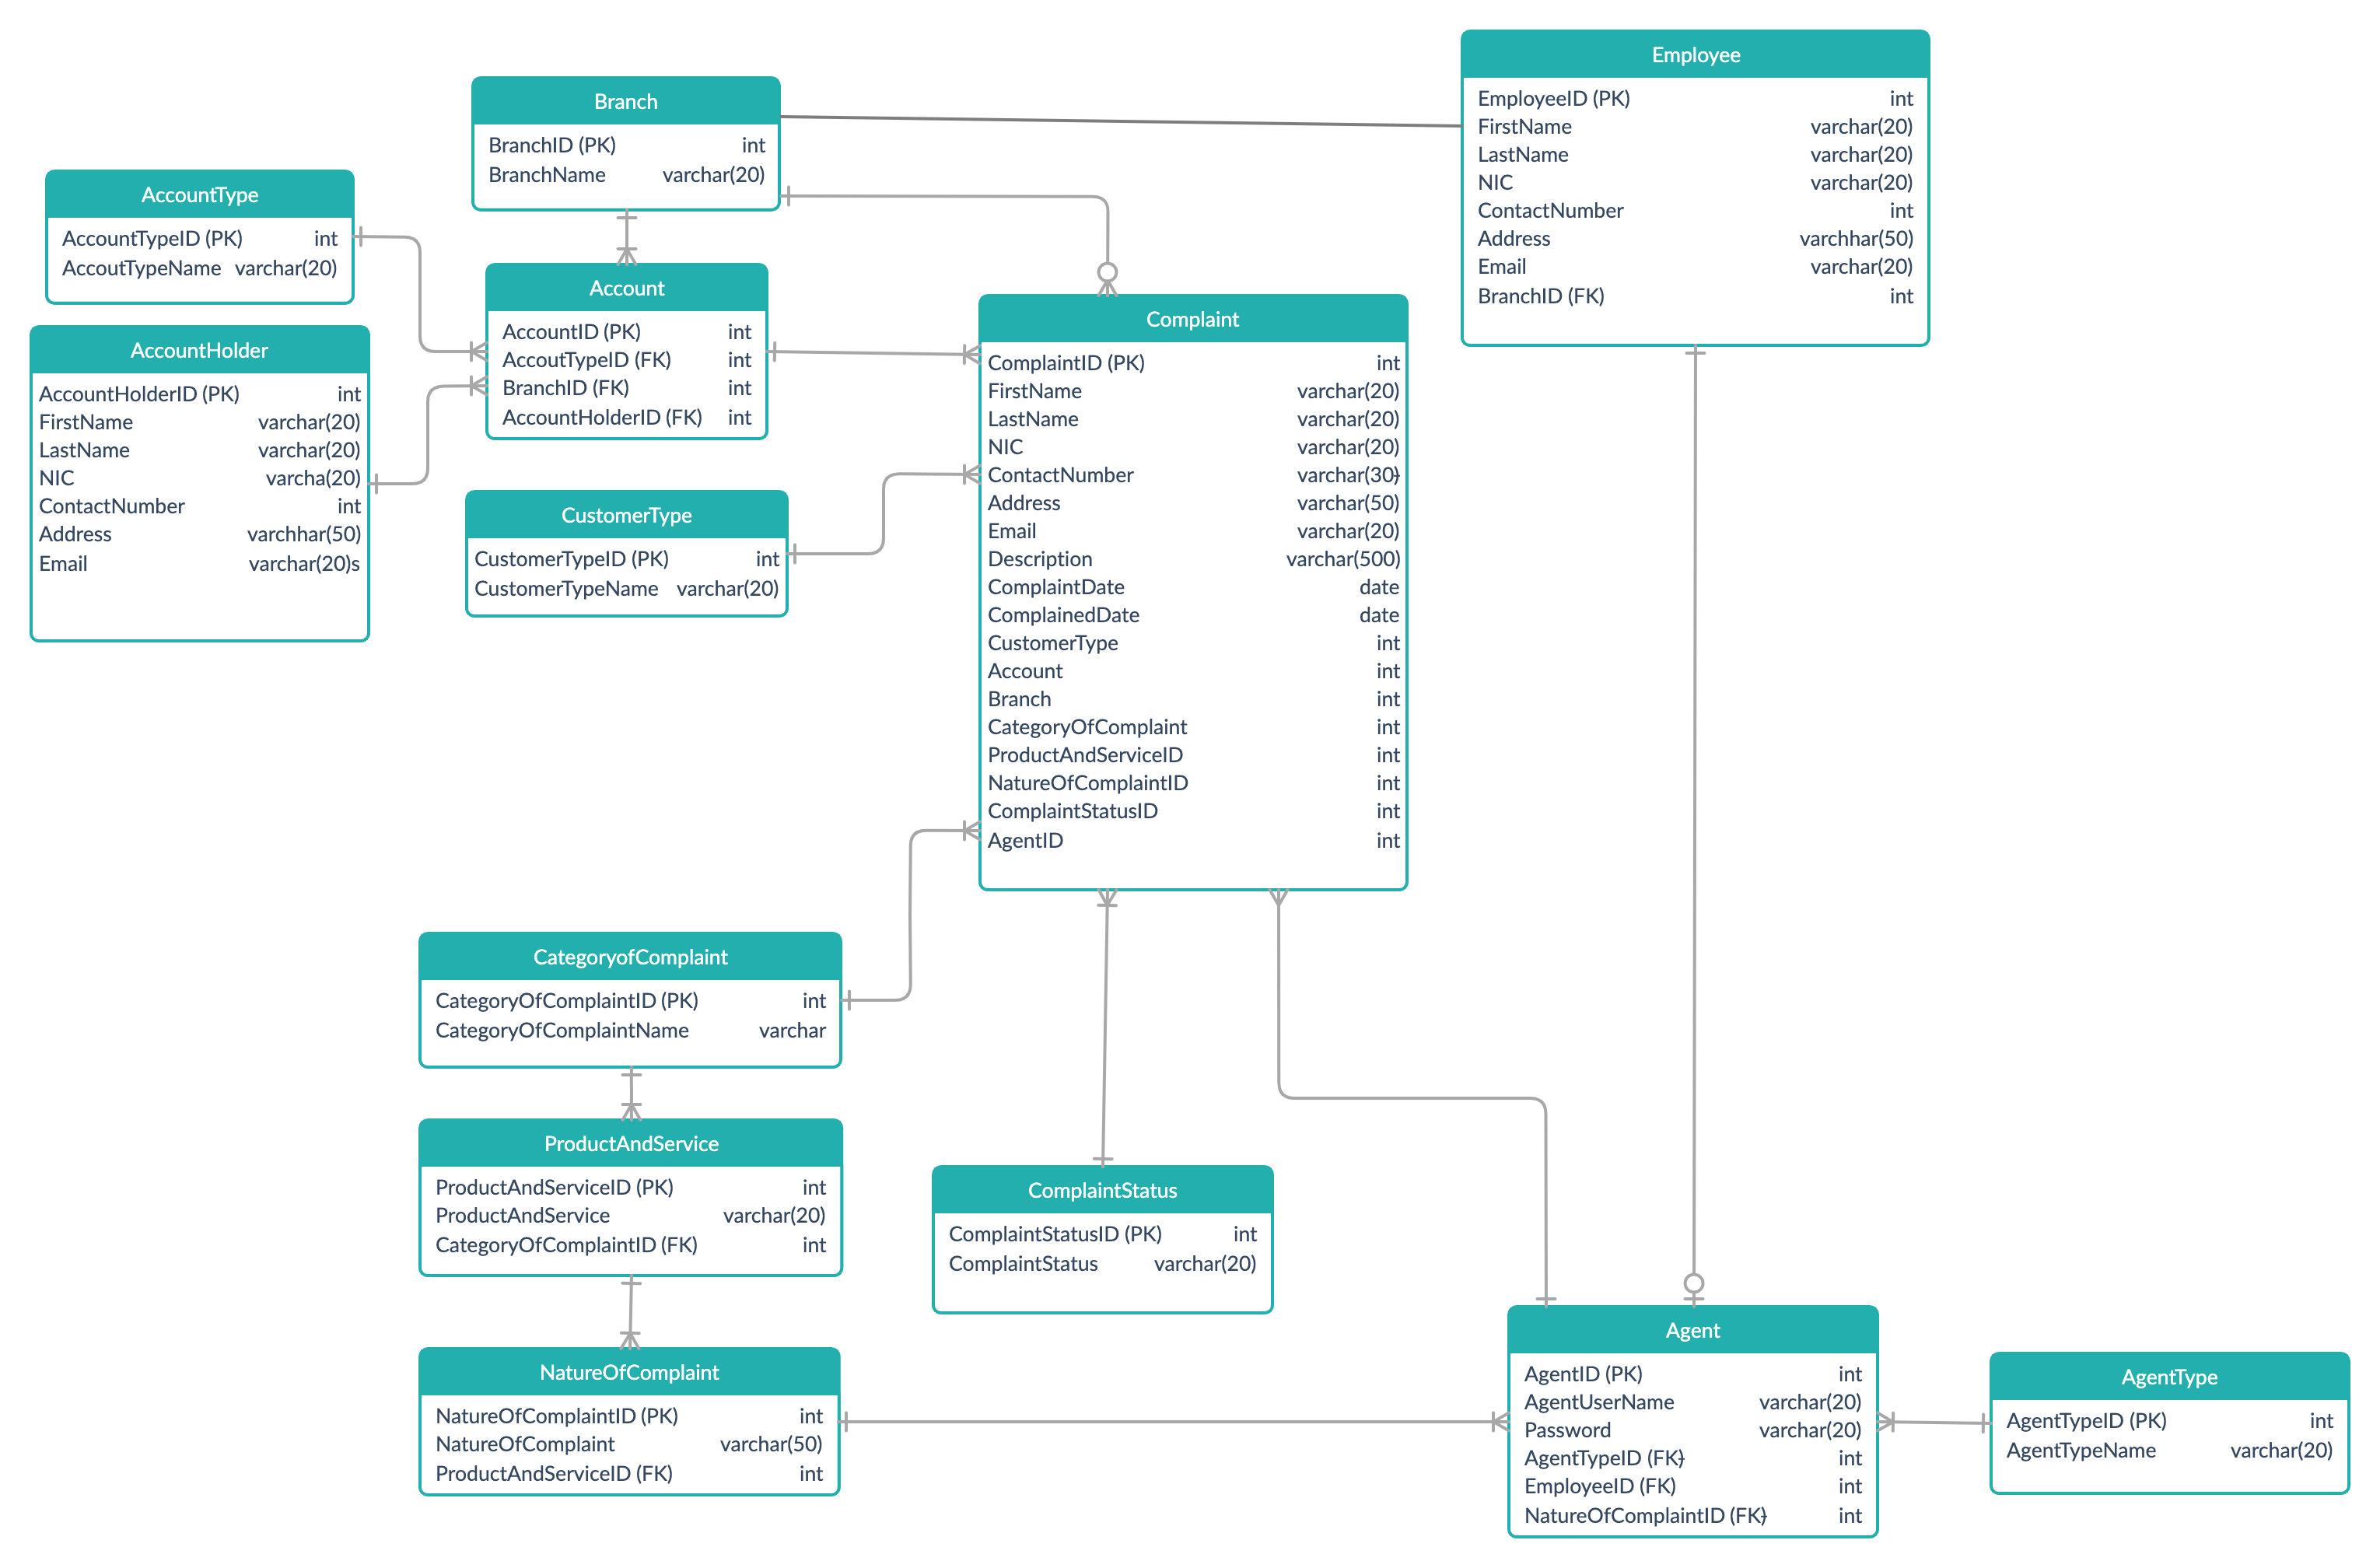 Employee
EmployeeID (PK) int
FirstName varchar(20)
LastName varchar(20)
NIC varchar(20)
ContactNumber int
Address varchhar(50)
Email varchar(20)
BranchID (FK) int
Branch
BranchID (PK) int
BranchName varchar(20)
AccountType
AccountTypeID (PK) int
AccoutTypeName varchar(20)
Account
AccountID (PK) int
AccoutTypeID (FK) int
BranchID (FK) int
AccountHolderID (FK) int
AccountHolder
AccountHolderID (PK) int
FirstName varchar(20)
LastName varchar(20)
NIC varcha(20)
ContactNumber int
Address varchhar(50)
Email varchar(20)s
Complaint
ComplaintID (PK) int
FirstName varchar(20)
LastName varchar(20)
NIC varchar(20)
ContactNumber varchar(30)
Address varchar(50)
Email varchar(20)
Description varchar(500)
ComplaintDate date
ComplainedDate date
CustomerType int
Account int
Branch int
CategoryOfComplaint int
ProductAndServiceID int
NatureOfComplaintID int
ComplaintStatusID int
AgentID int
CustomerType
CustomerTypeID (PK) int
CustomerTypeName varchar(20)
CategoryofComplaint
CategoryOfComplaintID (PK) int
CategoryOfComplaintName varchar
ProductAndService
ProductAndServiceID (PK) int
ProductAndService varchar(20)
CategoryOfComplaintID (FK) int
ComplaintStatus
ComplaintStatusID (PK) int
ComplaintStatus varchar(20)
NatureOfComplaint
NatureOfComplaintID (PK) int
NatureOfComplaint varchar(50)
ProductAndServiceID (FK) int
Agent
AgentID (PK) int
AgentUserName varchar(20)
Password varchar(20)
AgentTypeID (FK) int
EmployeeID (FK) int
NatureOfComplaintID (FK) int
AgentType
AgentTypeID (PK) int
AgentTypeName varchar(20)